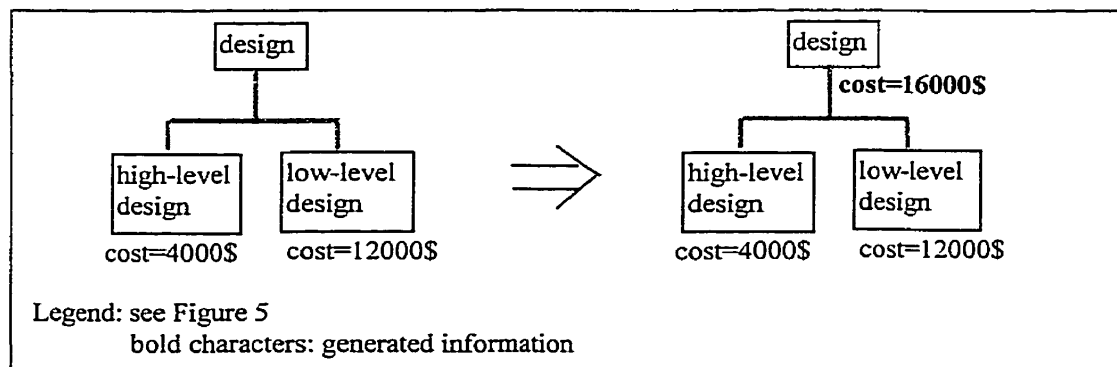 design
high-level
design
cost=4000$
low-level
design
cost=12000$
design
cost=16000$
high-level
design
cost=4000$
low-level
design
cost=12000$
Legend: see Figure 5
bold characters: generated information